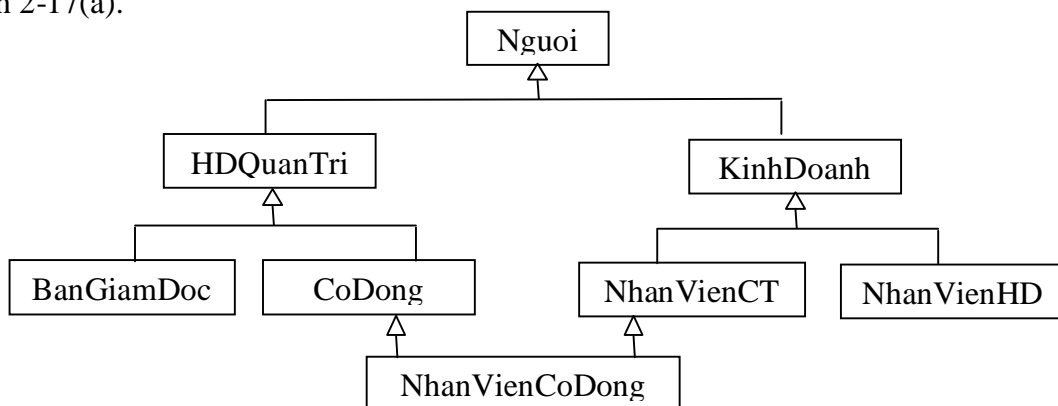 2-17(a).
Nguoi
HDQuanTri
KinhDoanh
BanGiamDoc
CoDong
NhanVienCT
NhanVienHD
NhanVienCoDong